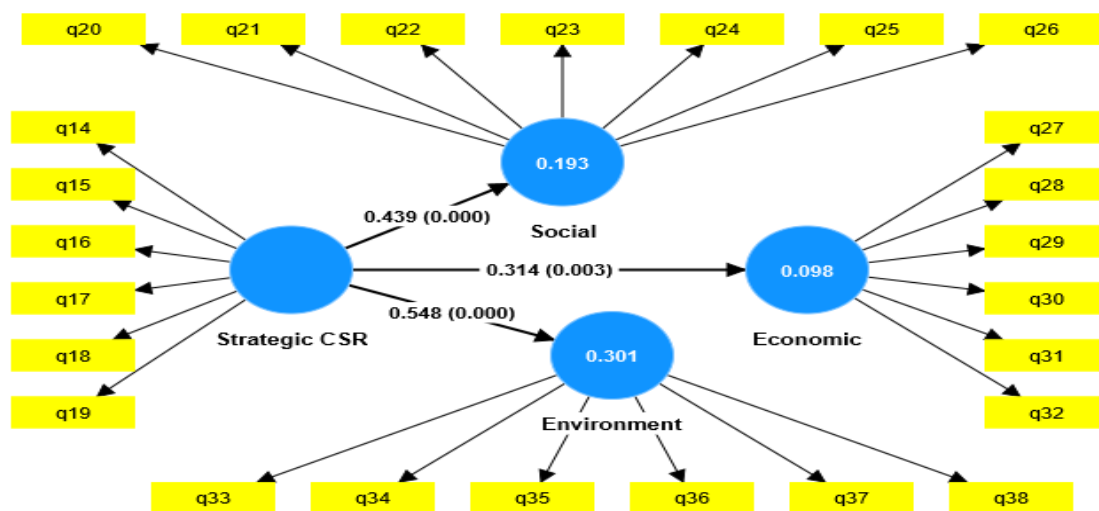 q20
q21
q22
q23
q24
q25
q26
q14
q15
q16
q17
q18
q19
0.193
Social
0.439 (0.000)
0.314 (0.003)
0.548 (0.000)
Strategic CSR
0.098
Economic
0.301
Environment
q27
q28
q29
q30
q31
q32
q33
q34
q35
q36
q37
q38